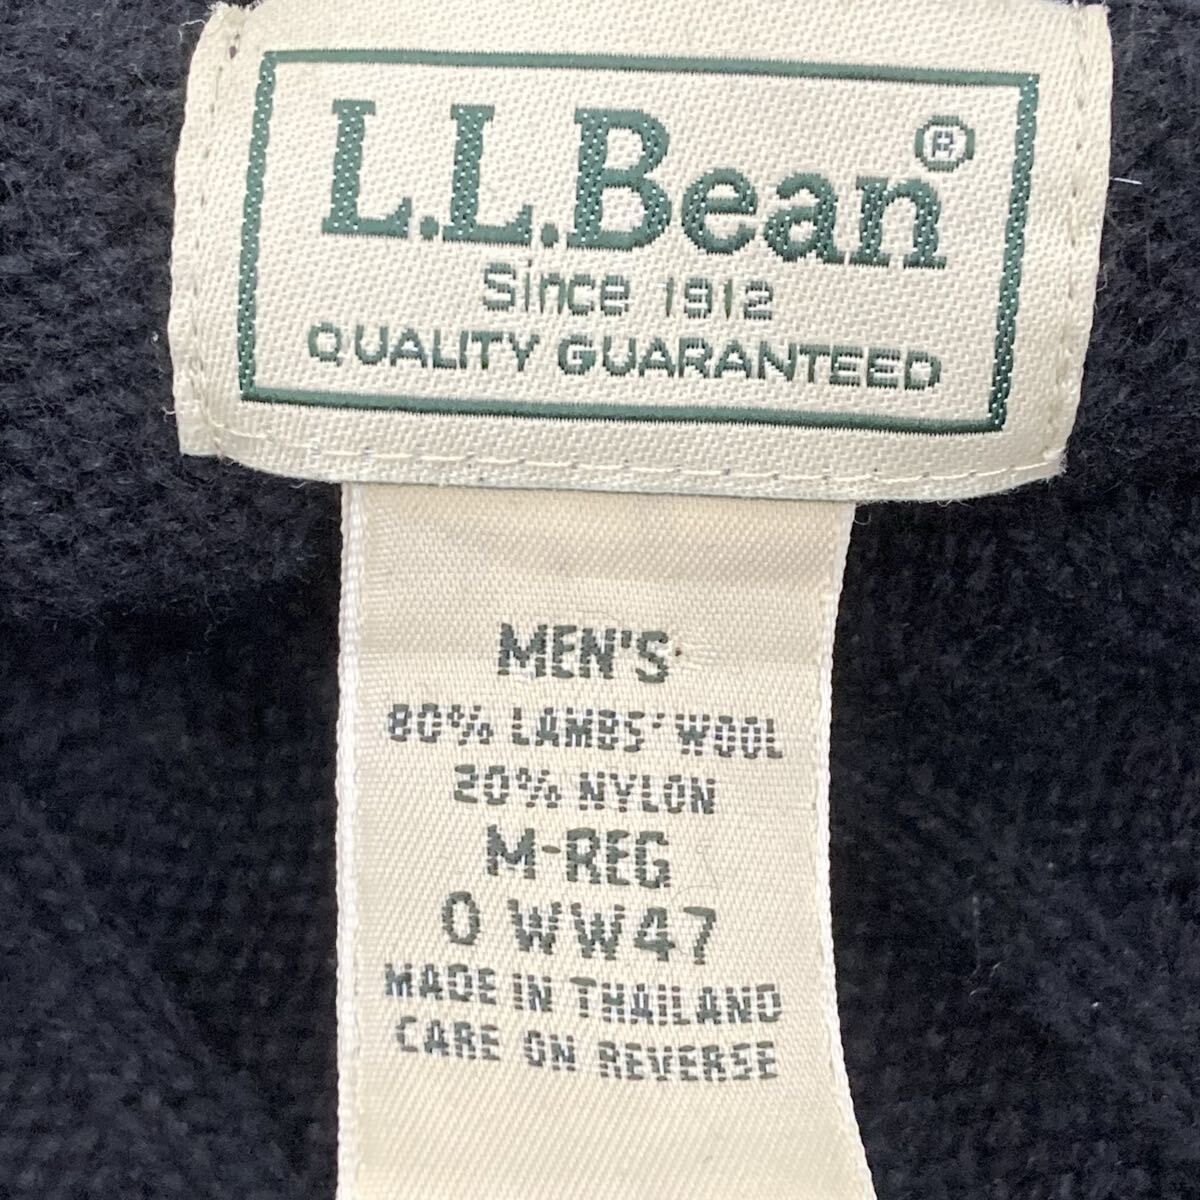 L.L.Bean®
Since 1912
QUALITY GUARANTEED
MEN'S
80% LAMBS' WOOL
20% NYLON
M-REG
0 WW47
MADE IN THAILAND
CARE ON REVERSE